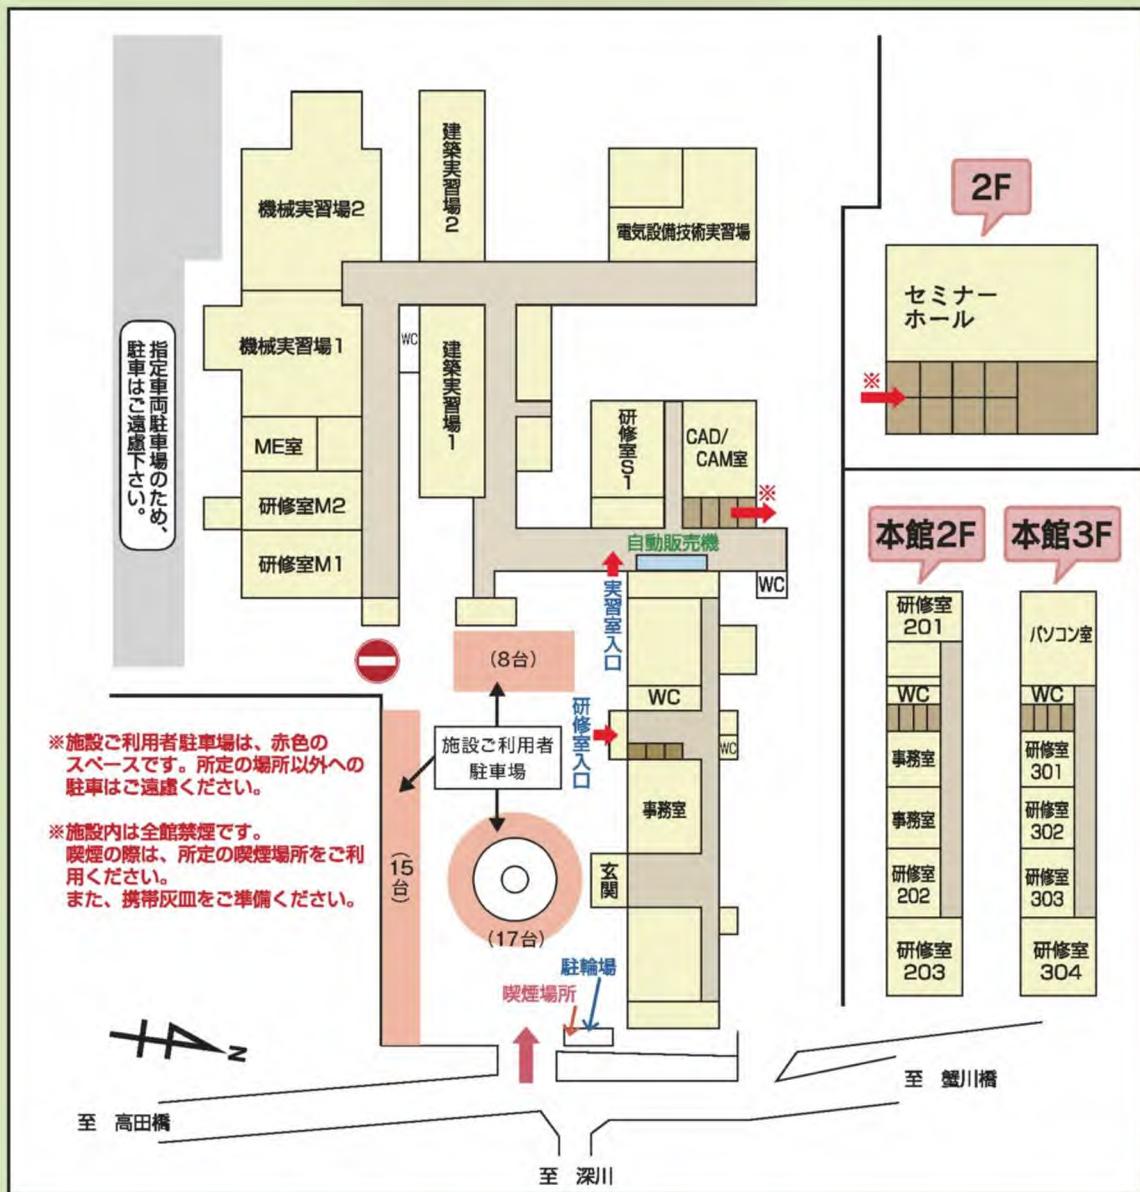 建築実習場2
機械実習場2
電気設備技術実習場
2F
セミナー
ホール
※
指定車両駐車場のため、
駐車はご遠慮下さい。
機械実習場1
WC
建築実習場1
研修室S1
CAD/
CAM室
※
ME室
研修室M2
研修室M1
自動販売機
WC
実習室入口
本館2F
本館3F
研修室
201
WC
事務室
事務室
研修室
202
研修室
203
パソコン室
WC
研修室
301
研修室
302
研修室
303
研修室
304
(8台)
WC
研修室入口
WC
施設ご利用者
駐車場
事務室
玄関
(15台)
(17台)
※施設ご利用者駐車場は、赤色の
スペースです。所定の場所以外への
駐車はご遠慮ください。
※施設内は全館禁煙です。
喫煙の際は、所定の喫煙場所をご利
用ください。
また、携帯灰皿をご準備ください。
駐輪場
喫煙場所
N
至 高田橋
至 蟹川橋
至 深川